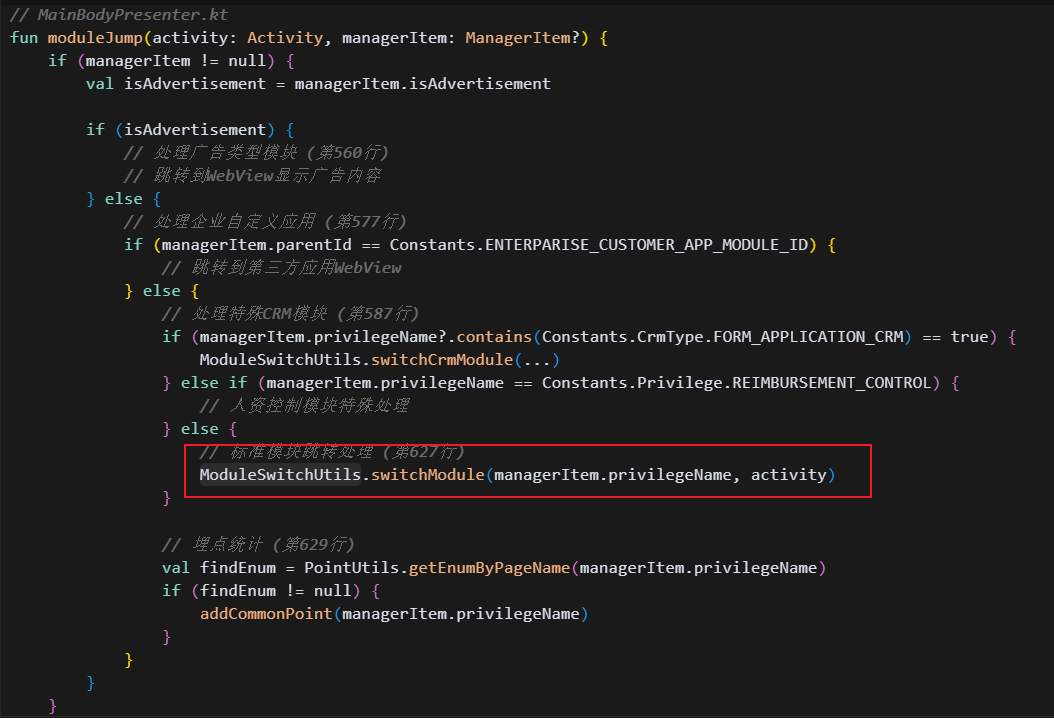 // MainBodyPresenter.kt
fun moduleJump(activity: Activity, managerItem: ManagerItem?) {
    if (managerItem != null) {
        val isAdvertisement = managerItem.isAdvertisement

        if (isAdvertisement) {
            // 处理广告类型模块 (第560行)
            // 跳转到WebView显示广告内容
        } else {
            // 处理企业自定义应用 (第577行)
            if (managerItem.parentId == Constants.ENTERPARISE_CUSTOMER_APP_MODULE_ID) {
                // 跳转到第三方应用WebView
            } else {
                // 处理特殊CRM模块 (第587行)
                if (managerItem.privilegeName?.contains(Constants.CrmType.FORM_APPLICATION_CRM) == true) {
                    ModuleSwitchUtils.switchCrmModule(...)
                } else if (managerItem.privilegeName == Constants.Privilege.REIMBURSEMENT_CONTROL) {
                    // 人资控制模块特殊处理
                } else {
                    // 标准模块跳转处理 (第627行)
                    ModuleSwitchUtils.switchModule(managerItem.privilegeName, activity)
                }

                // 埋点统计 (第629行)
                val findEnum = PointUtils.getEnumByPageName(managerItem.privilegeName)
                if (findEnum != null) {
                    addCommonPoint(managerItem.privilegeName)
                }
            }
        }
    }